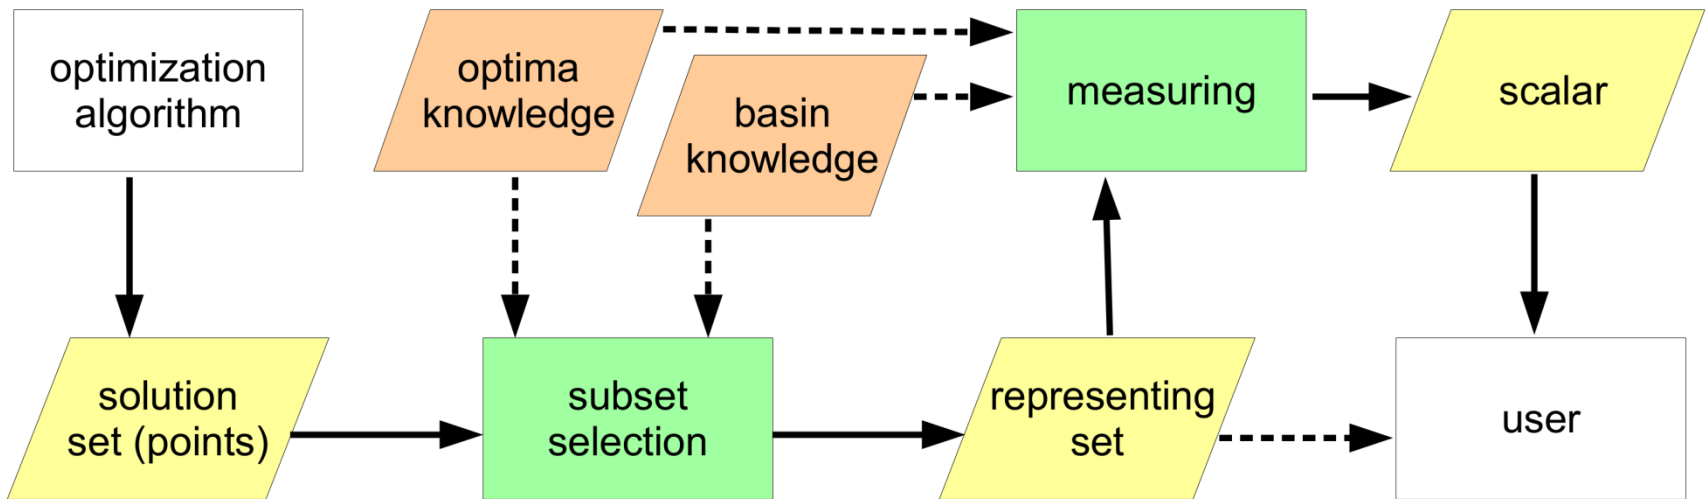 optimization
algorithm
optima
knowledge
basin
knowledge
measuring
scalar
solution
set (points)
subset
selection
representing
set
user